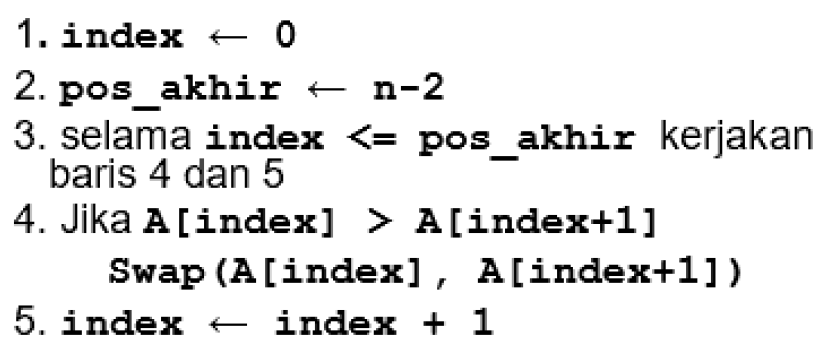 1. index ← 0
2. pos_akhir ← n-2
3. selama index <= pos_akhir kerjakan
baris 4 dan 5
4. Jika A[index] > A[index+1]
Swap(A[index], A[index+1])
5. index ← index + 1